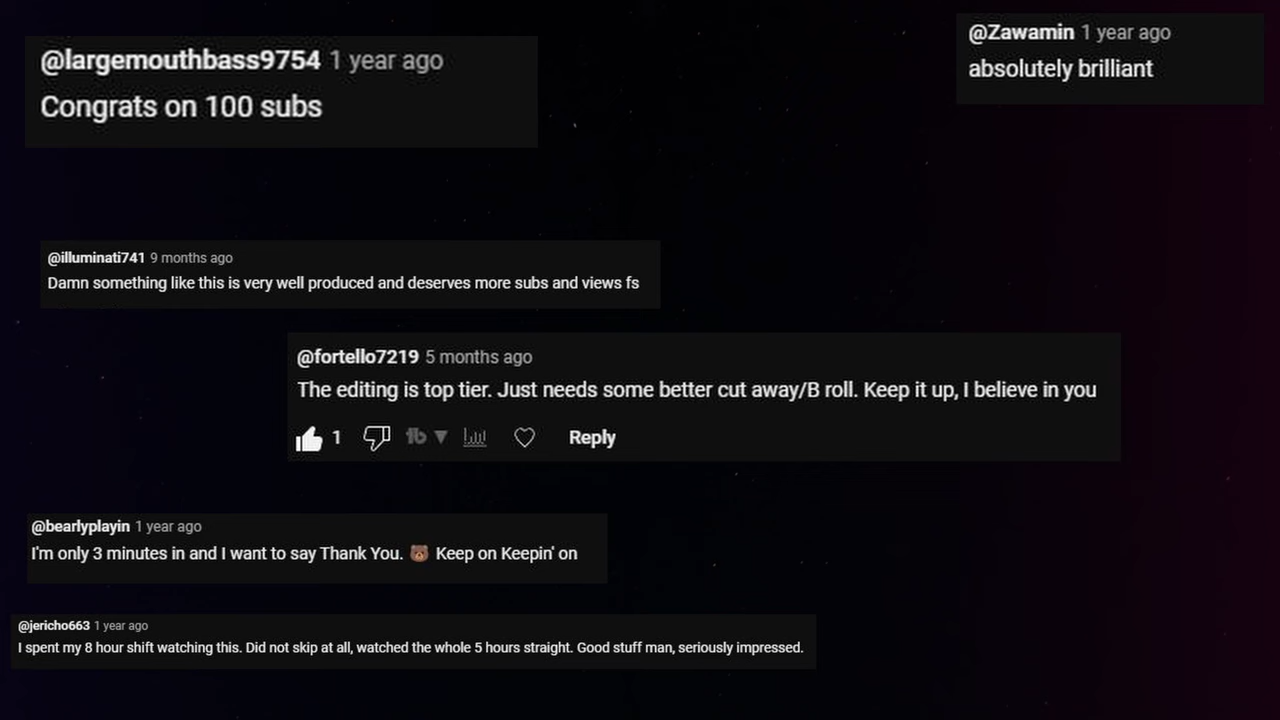 @largemouthbass9754 1 year ago
Congrats on 100 subs
@Zawamin 1 year ago
absolutely brilliant
@illuminati741 9 months ago
Damn something like this is very well produced and deserves more subs and views fs
@fortello7219 5 months ago
The editing is top tier. Just needs some better cut away/B roll. Keep it up, I believe in you
1 tb Reply
@bearlyplayin 1 year ago
I'm only 3 minutes in and I want to say Thank You. 🐻 Keep on Keepin' on
@jericho663 1 year ago
I spent my 8 hour shift watching this. Did not skip at all, watched the whole 5 hours straight. Good stuff man, seriously impressed.